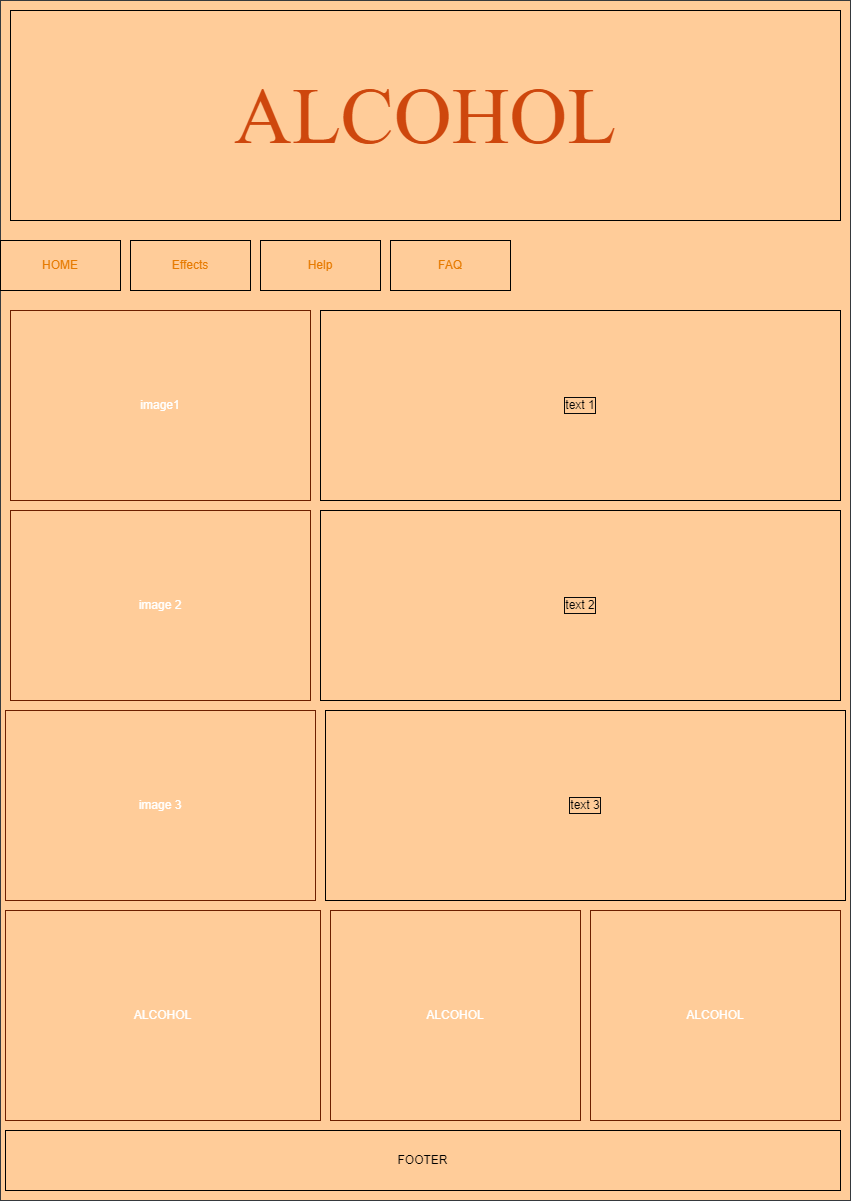 ALCOHOL
HOME Effects Help FAQ
image1 text 1
image 2 text 2
image 3 text 3
ALCOHOL ALCOHOL ALCOHOL
FOOTER